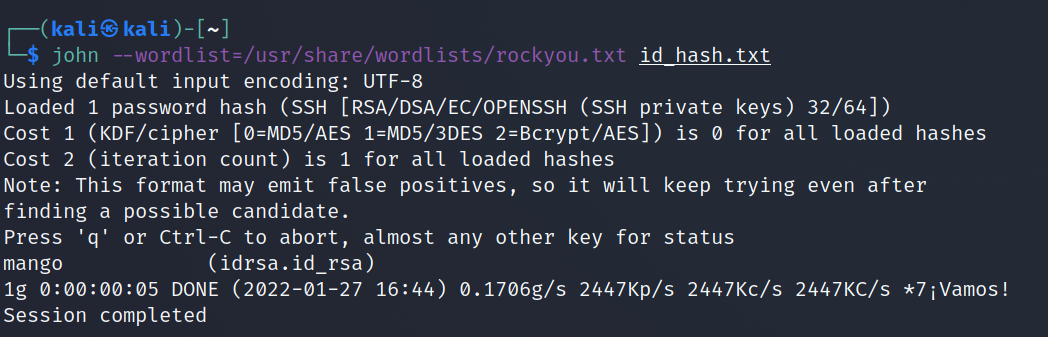 ┌──(kali㉿kali)-[~]
└─$ john --wordlist=/usr/share/wordlists/rockyou.txt id_hash.txt
Using default input encoding: UTF-8
Loaded 1 password hash (SSH [RSA/DSA/EC/OPENSSH (SSH private keys) 32/64])
Cost 1 (KDF/cipher [0=MD5/AES 1=MD5/3DES 2=Bcrypt/AES]) is 0 for all loaded hashes
Cost 2 (iteration count) is 1 for all loaded hashes
Note: This format may emit false positives, so it will keep trying even after
finding a possible candidate.
Press 'q' or Ctrl-C to abort, almost any other key for status
mango            (idrsa.id_rsa)
1g 0:00:00:05 DONE (2022-01-27 16:44) 0.1706g/s 2447Kp/s 2447Kc/s 2447KC/s *7¡Vamos!
Session completed